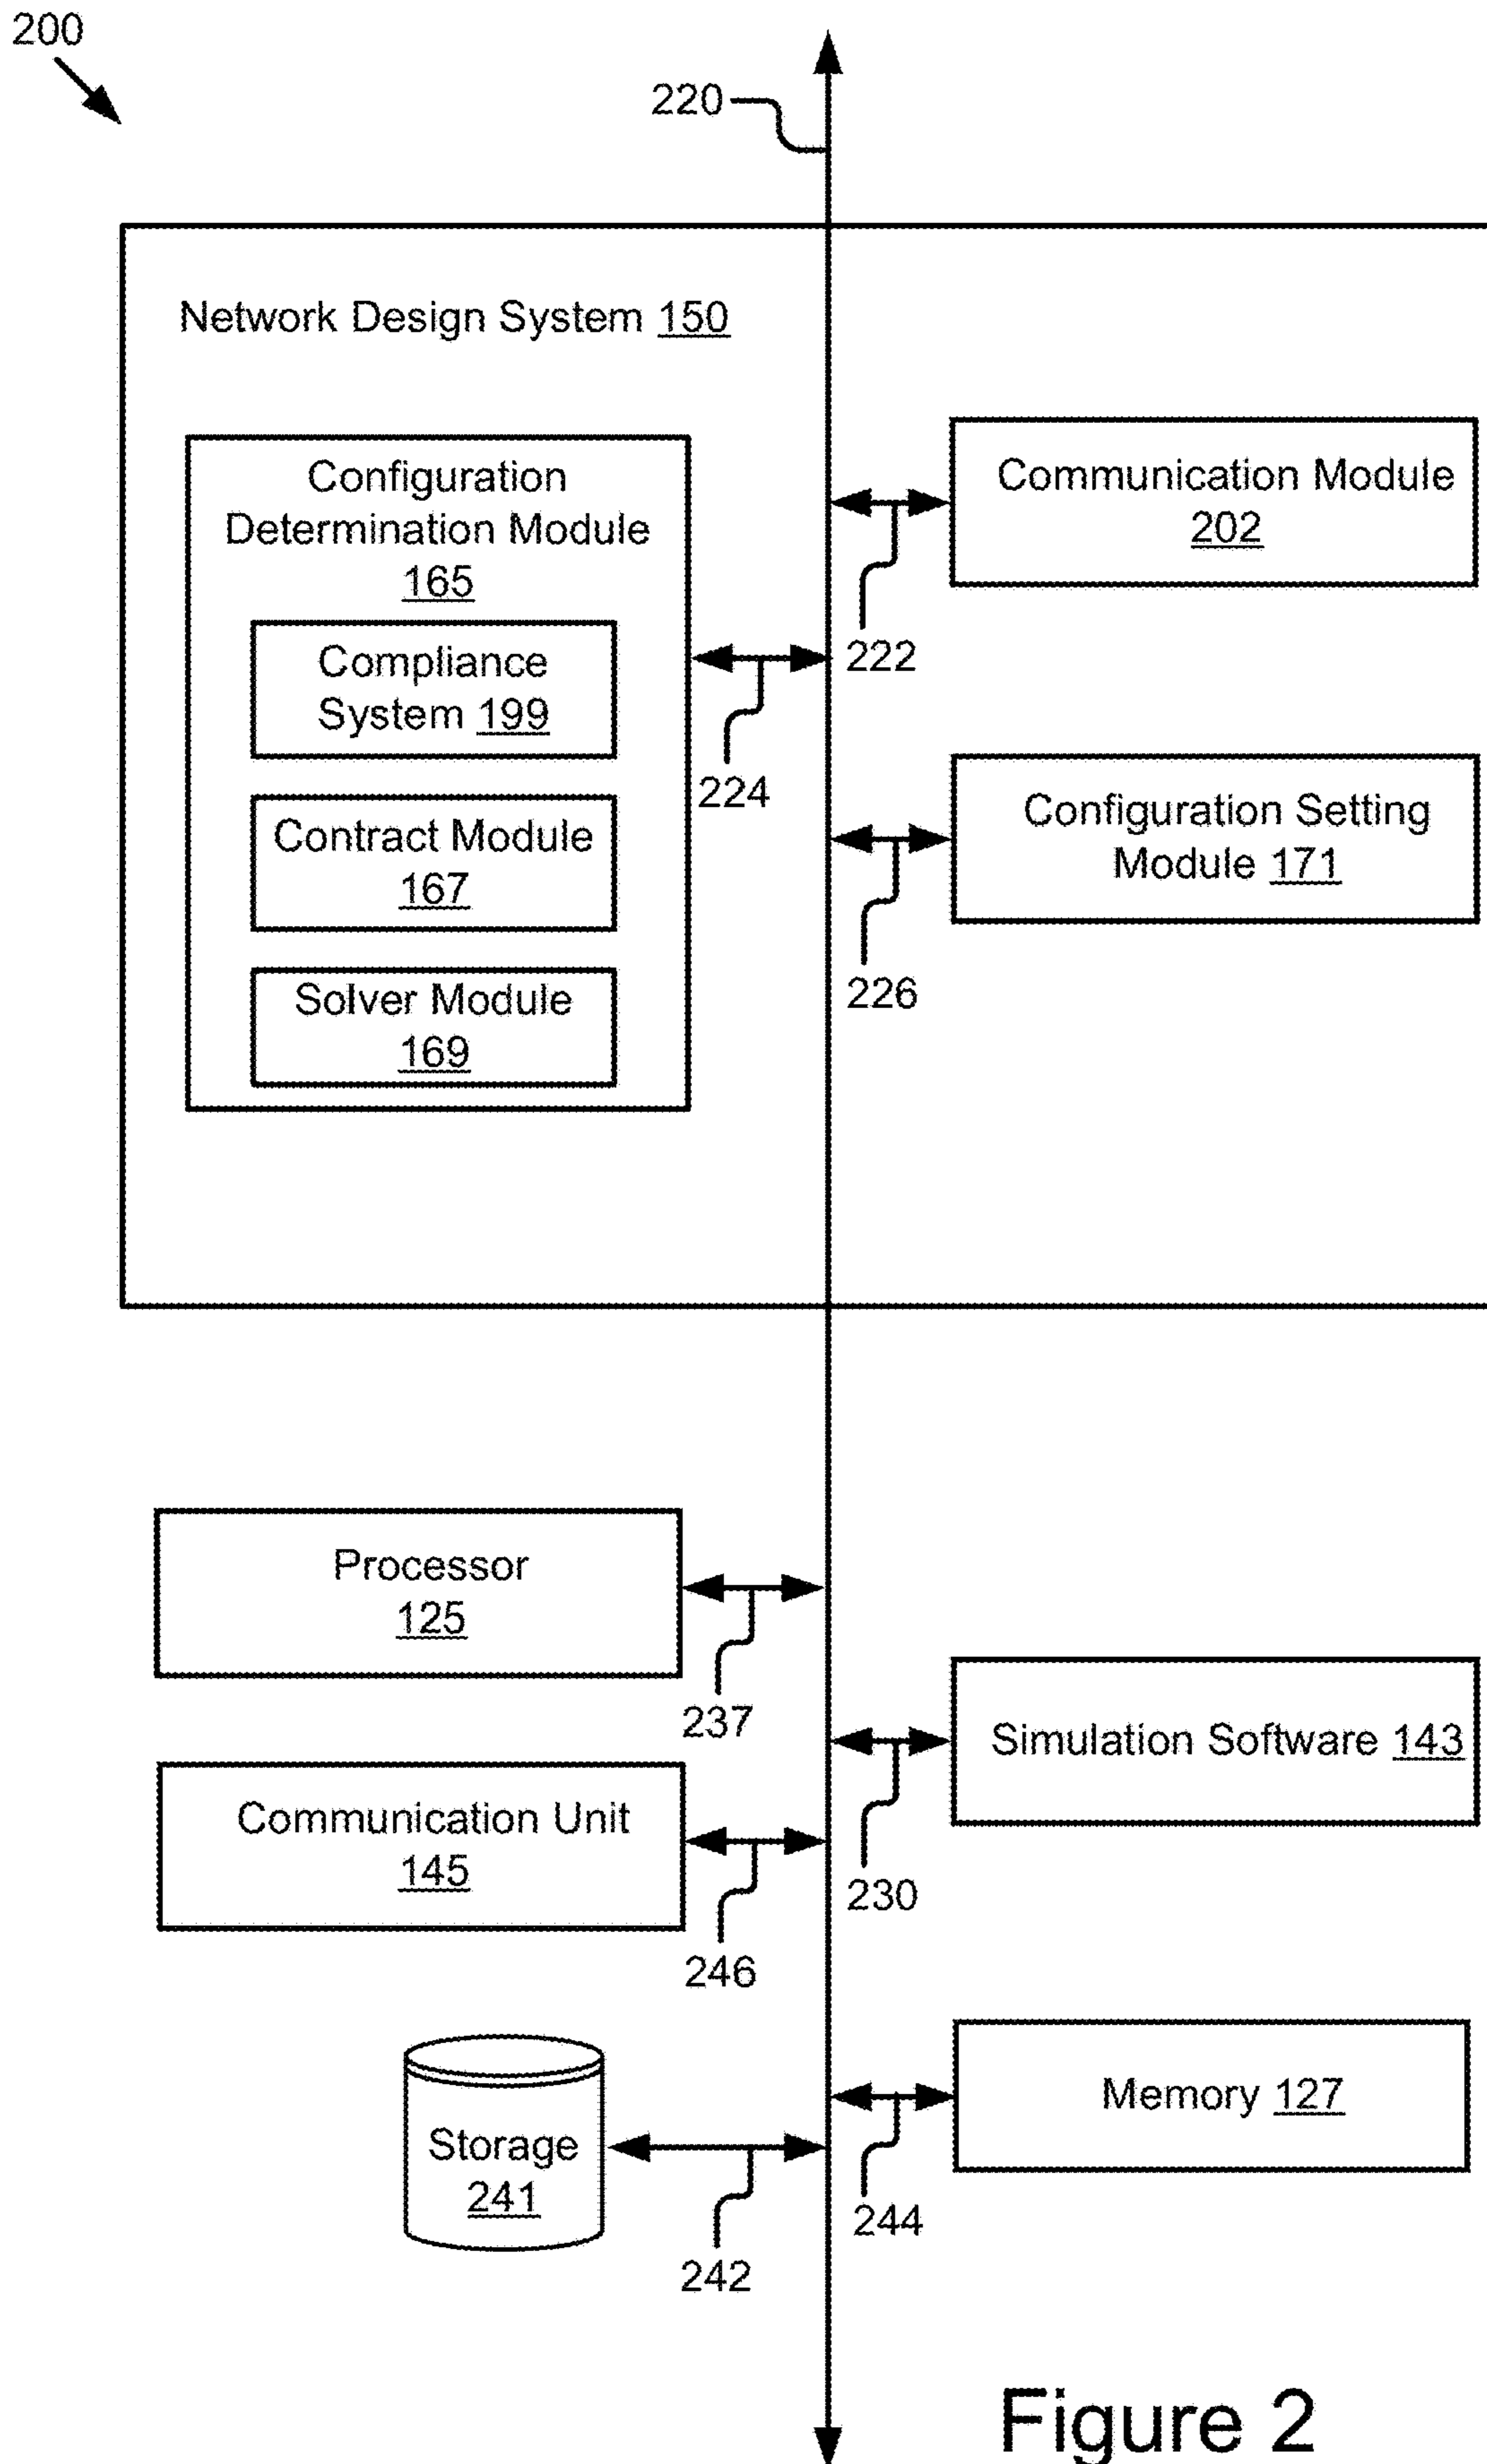 200
220
Network Design System 150
Configuration
Determination Module
165
Compliance
System 199
Contract Module
167
Solver Module
169
224
Communication Module
202
222
Configuration Setting
Module 171
226
Processor
125
237
Simulation Software 143
230
Communication Unit
145
246
Memory 127
244
Storage
241
242
Figure 2